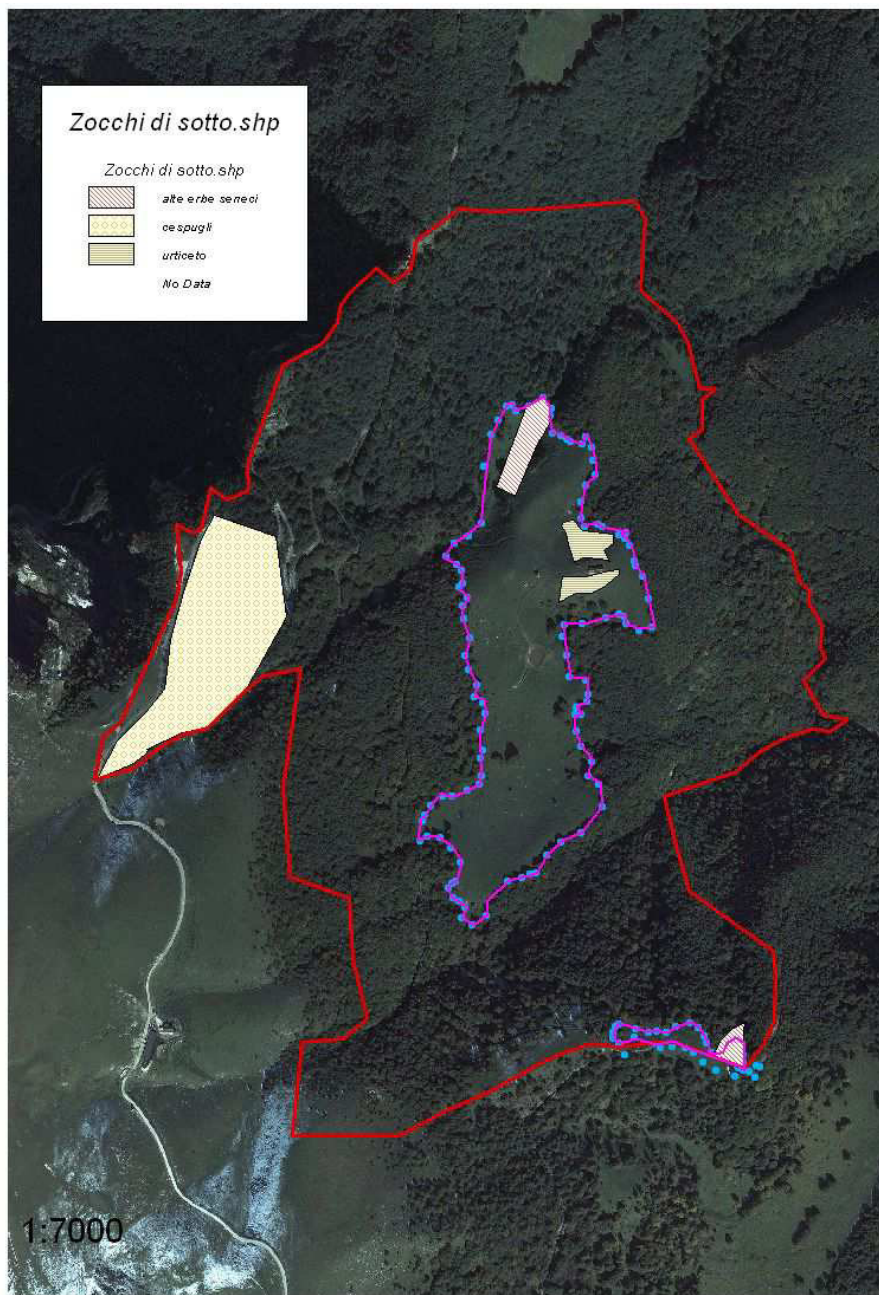 Zocchi di sotto.shp
Zocchi di sotto.shp
alte erbe seneci
cespugli
urticeto
No Data
1:7000